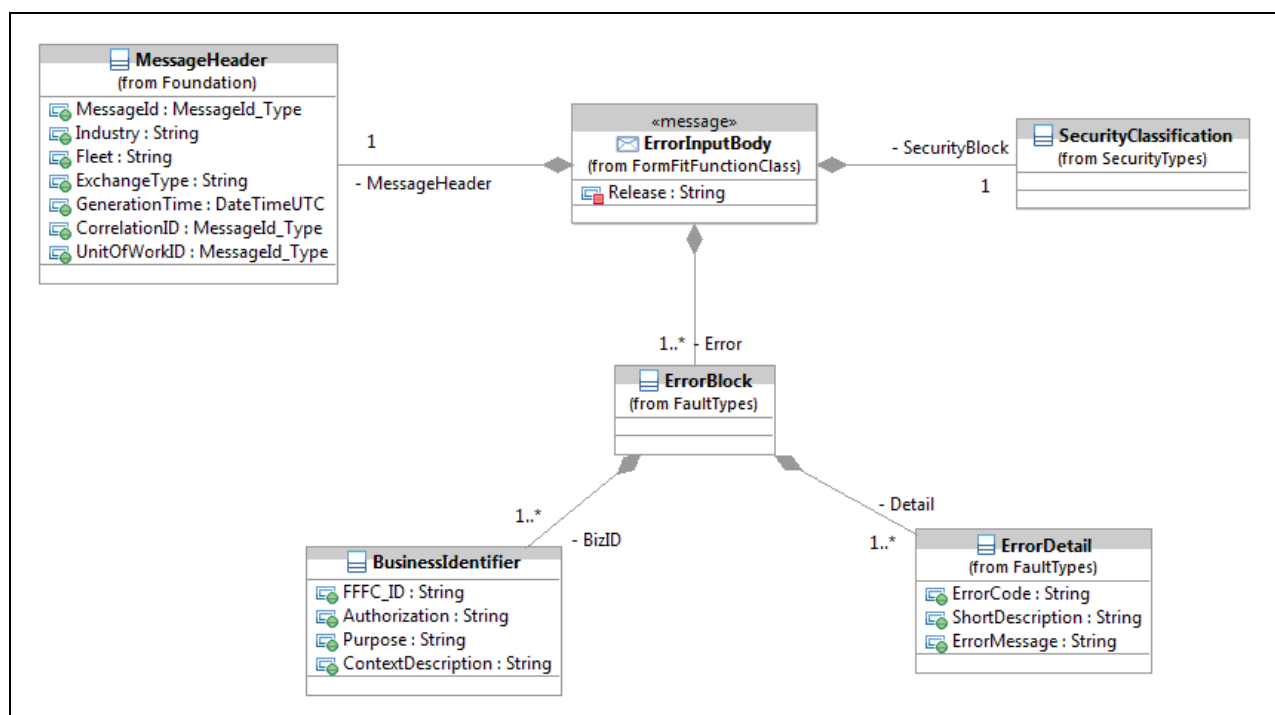 MessageHeader
(from Foundation)
MessageId : MessageId_Type
Industry : String
Fleet : String
ExchangeType : String
GenerationTime : DateTimeUTC
CorrelationID : MessageId_Type
UnitOfWorkID : MessageId_Type
1
- MessageHeader
«message»
ErrorInputBody
(from FormFitFunctionClass)
Release : String
- SecurityBlock
1
SecurityClassification
(from SecurityTypes)
1..* - Error
ErrorBlock
(from FaultTypes)
1..*
- BizID
- Detail
1..*
BusinessIdentifier
FFFC_ID : String
Authorization : String
Purpose : String
ContextDescription : String
ErrorDetail
(from FaultTypes)
ErrorCode : String
ShortDescription : String
ErrorMessage : String